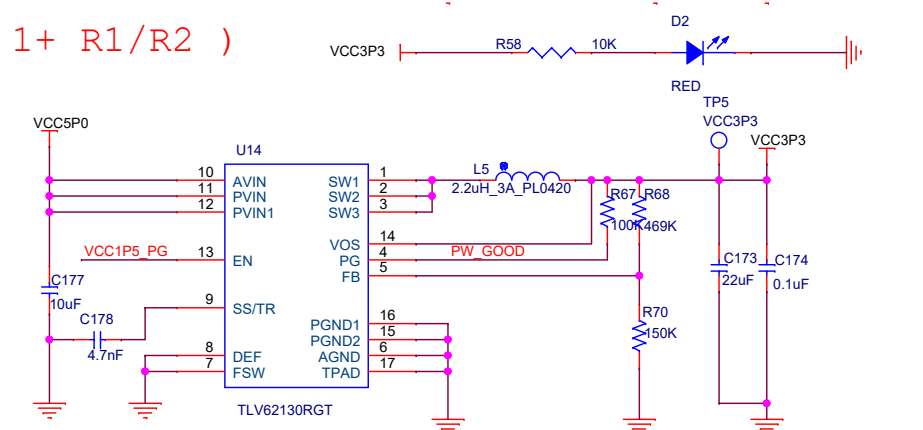 1+ R1/R2 )
D2
VCC3P3
R58
10K
RED
TP5
VCC3P3
VCC5P0
VCC3P3
U14
L5
2.2uH_3A_PL0420
10 AVIN SW1 1
11 PVIN SW2 2
12 PVIN1 SW3 3
R67 R68
100K 469K
VOS 14
VCC1P5_PG 13 EN PG 4 PW_GOOD
FB 5
C177
10uF
C173 C174
22uF 0.1uF
9 SS/TR
C178
4.7nF
R70
150K
PGND1 16
PGND2 15
8 DEF AGND 6
7 FSW TPAD 17
TLV62130RGT